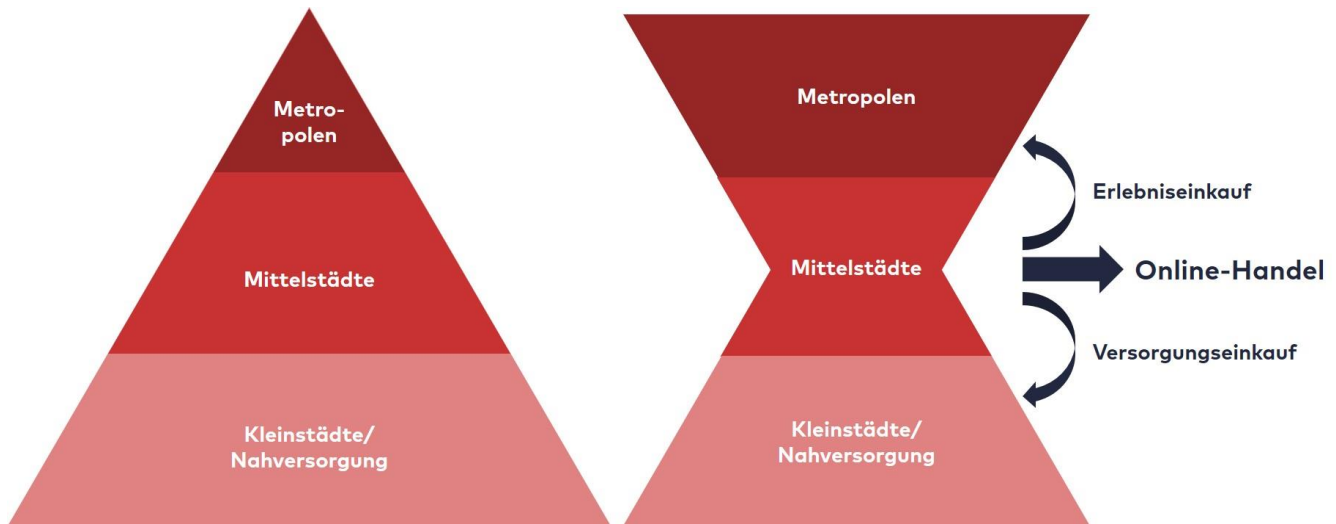 Metro-
polen
Mittelstädte
Kleinstädte/
Nahversorgung
Metropolen
Mittelstädte
Kleinstädte/
Nahversorgung
Erlebniseinkauf
Online-Handel
Versorgungseinkauf